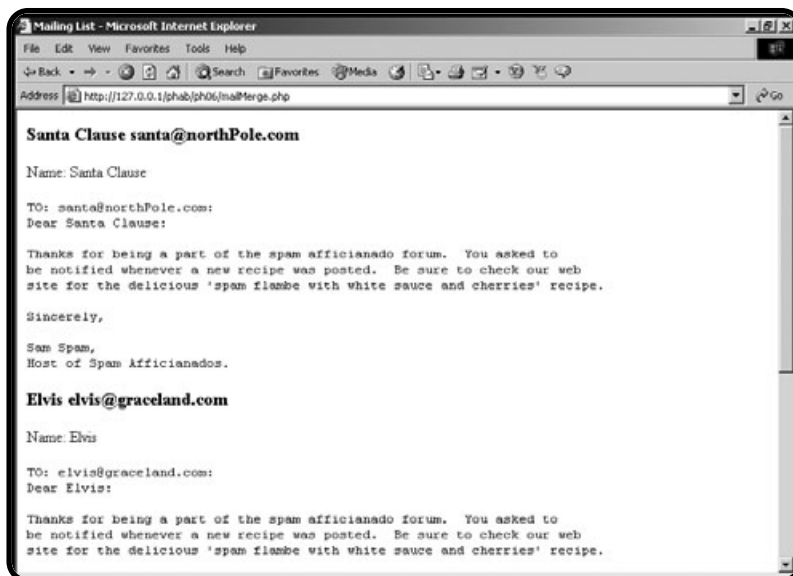 Mailing List - Microsoft Internet Explorer
File Edit View Favorites Tools Help
Back Search Favorites Media
Address http://127.0.0.1/phab/ph06/mailMerge.php Go
Santa Clause santa@northPole.com
Name: Santa Clause
TO: santa@northPole.com:
Dear Santa Clause:
Thanks for being a part of the spam afficianado forum. You asked to
be notified whenever a new recipe was posted. Be sure to check our web
site for the delicious 'spam flambe with white sauce and cherries' recipe.
Sincerely,
Sam Spam,
Host of Spam Afficianados.
Elvis elvis@graceland.com
Name: Elvis
TO: elvis@graceland.com:
Dear Elvis:
Thanks for being a part of the spam afficianado forum. You asked to
be notified whenever a new recipe was posted. Be sure to check our web
site for the delicious 'spam flambe with white sauce and cherries' recipe.